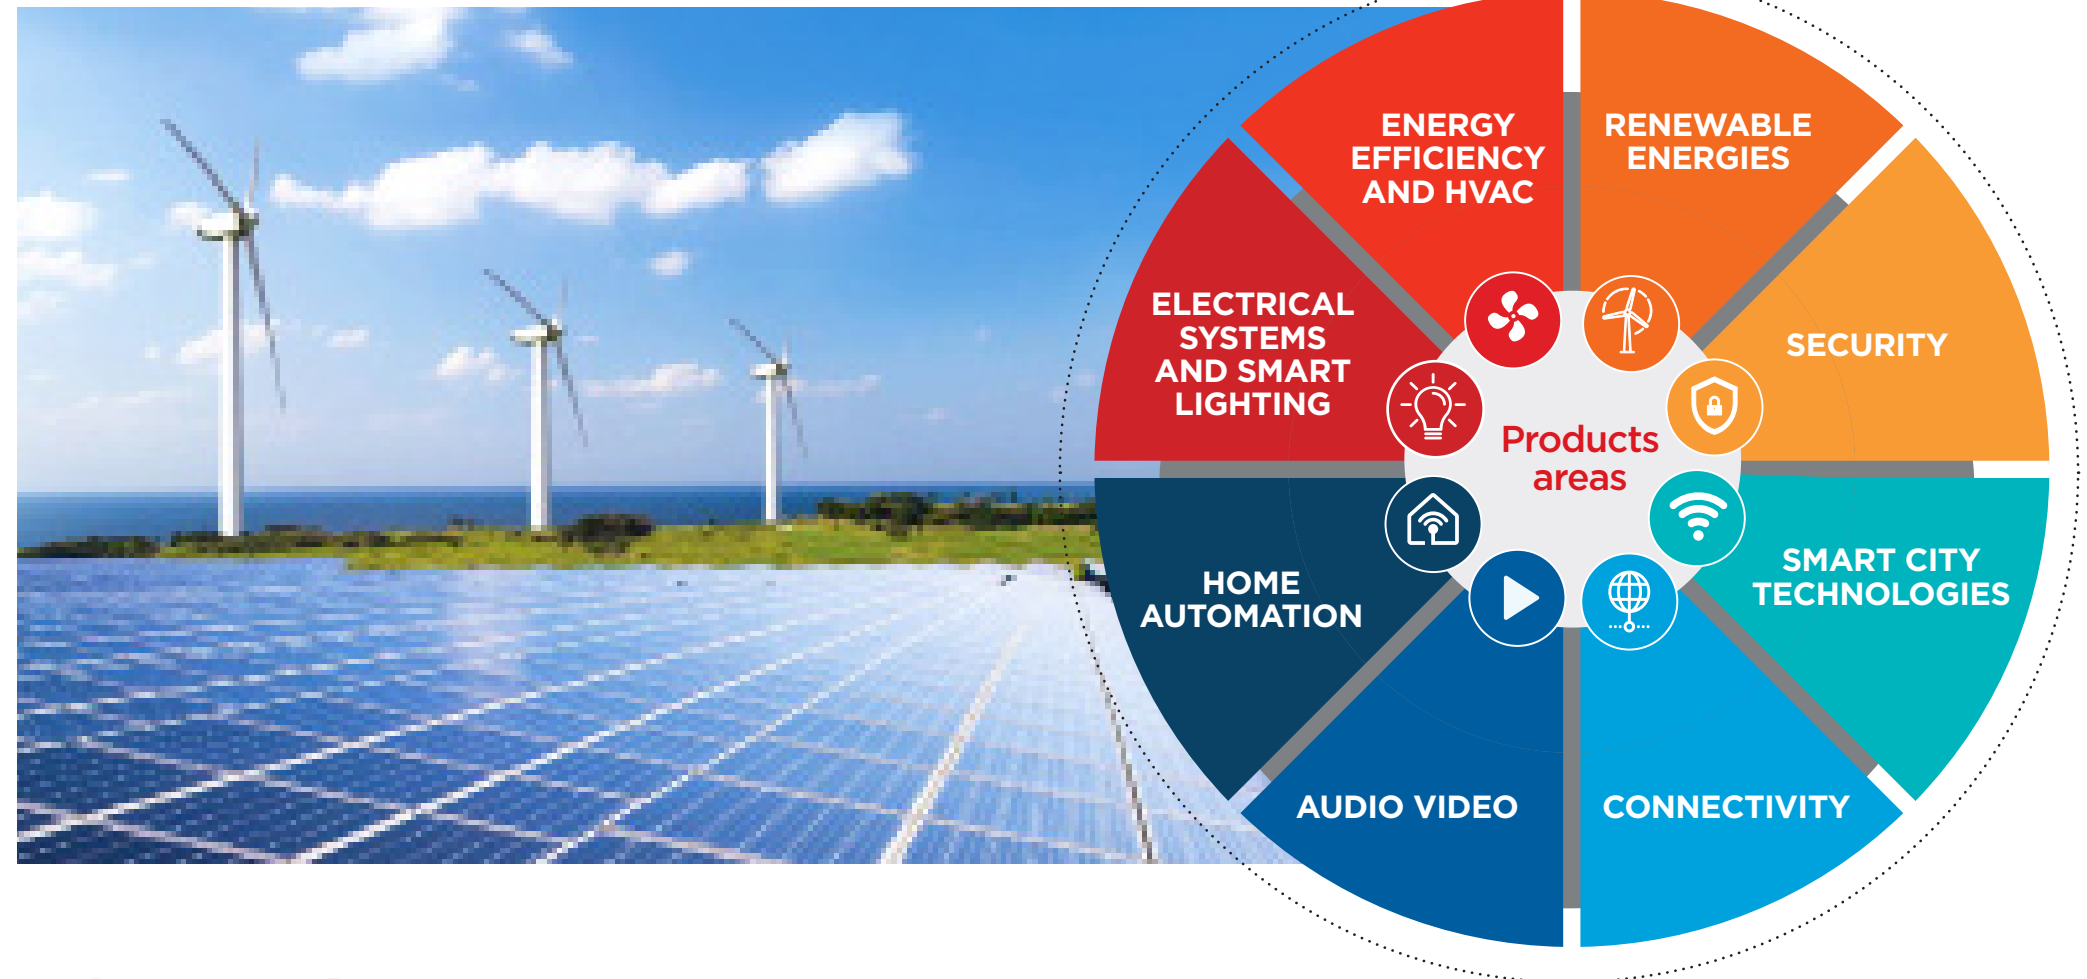 ENERGY
EFFICIENCY
AND HVAC
RENEWABLE
ENERGIES
SECURITY
SMART CITY
TECHNOLOGIES
CONNECTIVITY
AUDIO VIDEO
HOME
AUTOMATION
ELECTRICAL
SYSTEMS
AND SMART
LIGHTING
Products
areas